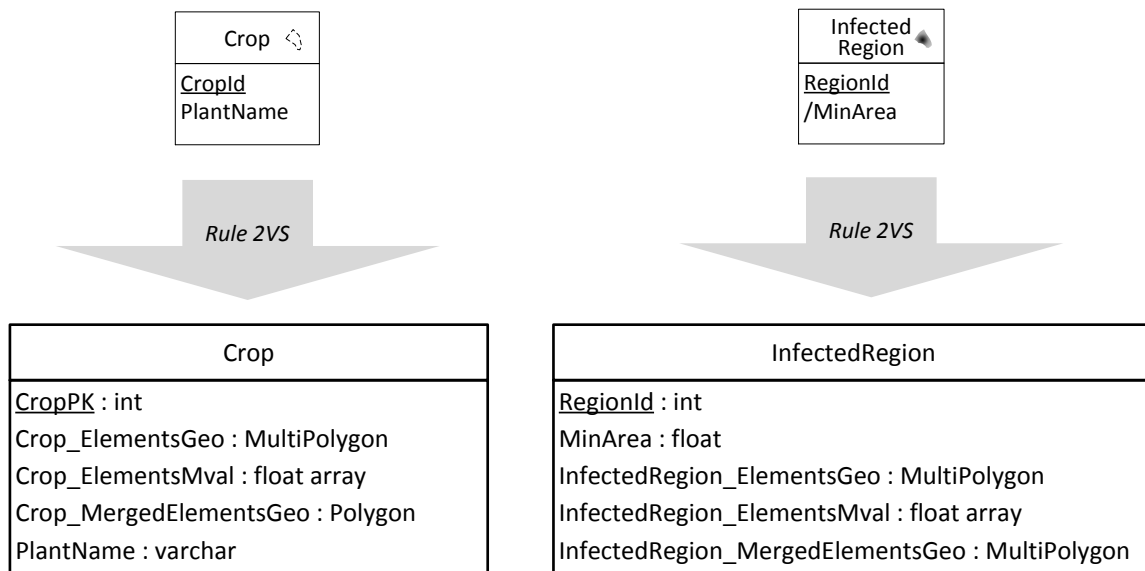 Crop
CropId
PlantName
Infected
Region
RegionId
/MinArea
Rule 2VS
Rule 2VS
Crop
CropPK : int
Crop_ElementsGeo : MultiPolygon
Crop_ElementsMval : float array
Crop_MergedElementsGeo : Polygon
PlantName : varchar
InfectedRegion
RegionId : int
MinArea : float
InfectedRegion_ElementsGeo : MultiPolygon
InfectedRegion_ElementsMval : float array
InfectedRegion_MergedElementsGeo : MultiPolygon